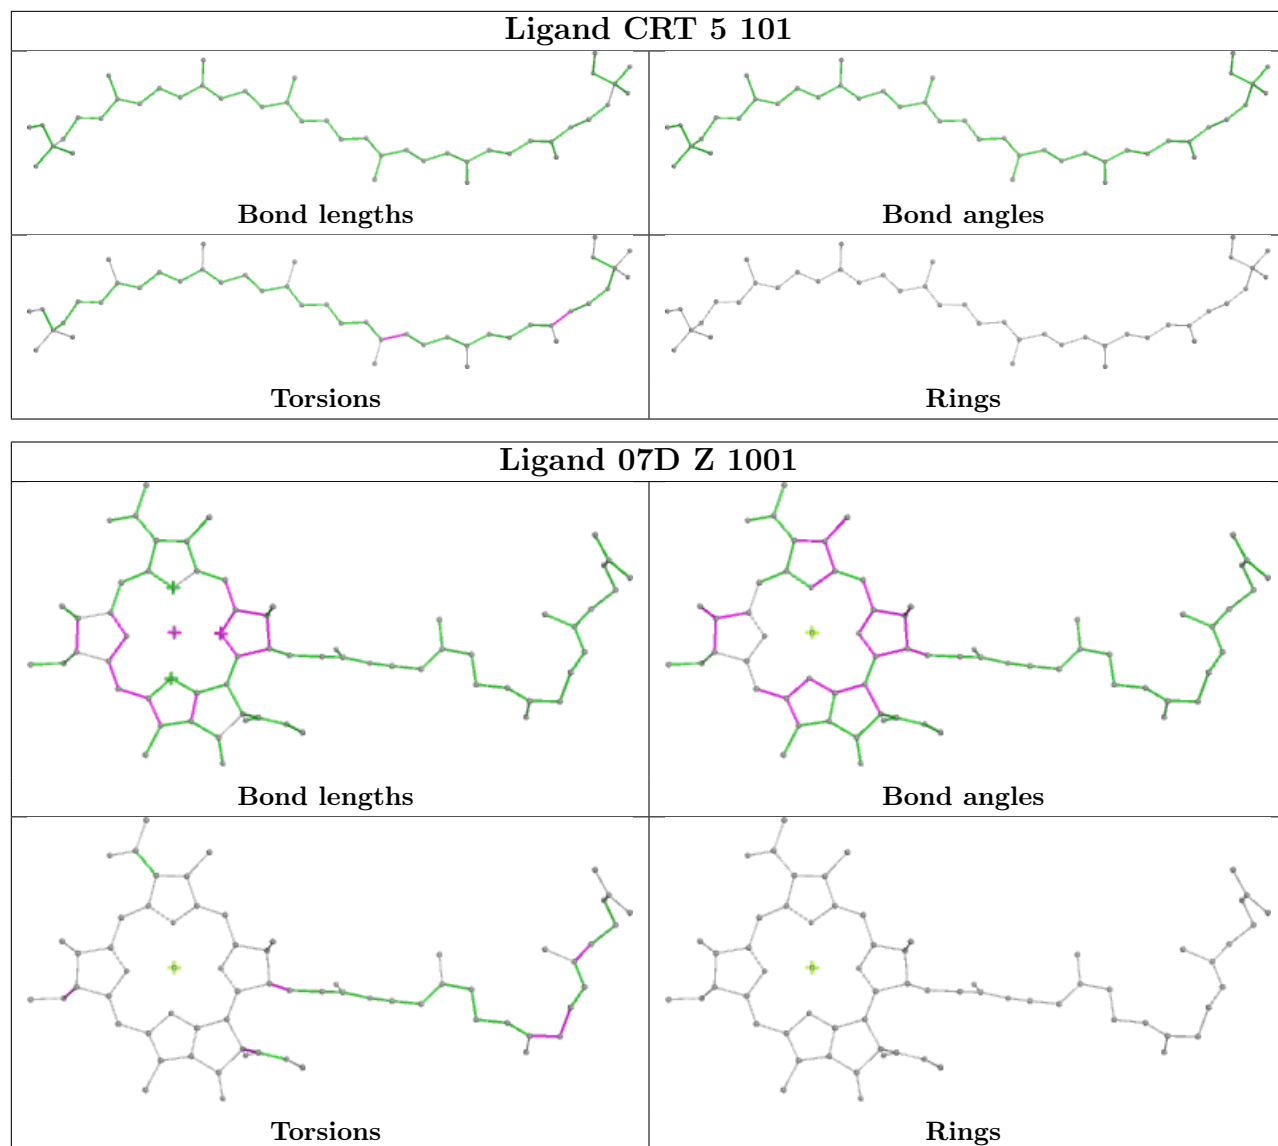 Ligand CRT 5 101
Bond lengths
Bond angles
Torsions
Rings
Ligand 07D Z 1001
Bond lengths
Bond angles
Torsions
Rings